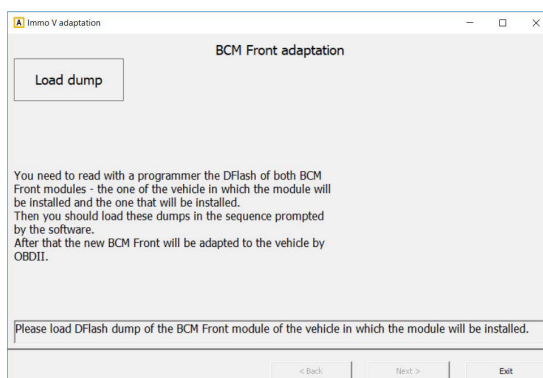 A Immo V adaptation
BCM Front adaptation
Load dump
You need to read with a programmer the DFlash of both BCM
Front modules - the one of the vehicle in which the module will
be installed and the one that will be installed.
Then you should load these dumps in the sequence prompted
by the software.
After that the new BCM Front will be adapted to the vehicle by
OBDII.
Please load DFlash dump of the BCM Front module of the vehicle in which the module will be installed.
< Back Next > Exit